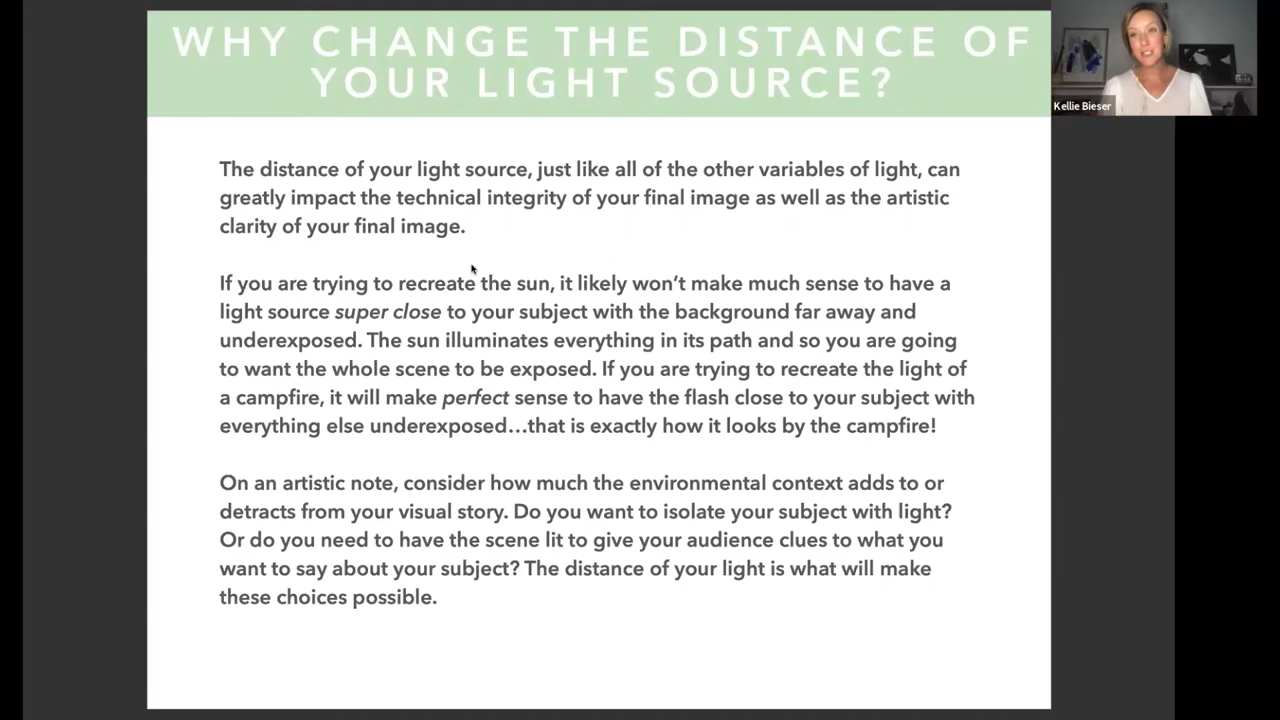 WHY CHANGE THE DISTANCE OF
YOUR LIGHT SOURCE?
Kellie Bieser
The distance of your light source, just like all of the other variables of light, can
greatly impact the technical integrity of your final image as well as the artistic
clarity of your final image.
If you are trying to recreate the sun, it likely won’t make much sense to have a
light source super close to your subject with the background far away and
underexposed. The sun illuminates everything in its path and so you are going
to want the whole scene to be exposed. If you are trying to recreate the light of
a campfire, it will make perfect sense to have the flash close to your subject with
everything else underexposed…that is exactly how it looks by the campfire!
On an artistic note, consider how much the environmental context adds to or
detracts from your visual story. Do you want to isolate your subject with light?
Or do you need to have the scene lit to give your audience clues to what you
want to say about your subject? The distance of your light is what will make
these choices possible.